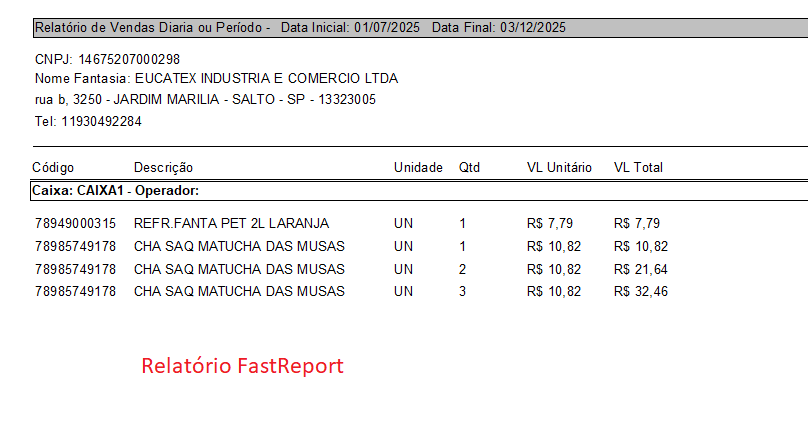 Relatório de Vendas Diaria ou Período - Data Inicial: 01/07/2025 Data Final: 03/12/2025
CNPJ: 14675207000298
Nome Fantasia: EUCATEX INDUSTRIA E COMERCIO LTDA
rua b, 3250 - JARDIM MARILIA - SALTO - SP - 13323005
Tel: 11930492284
Código Descrição Unidade Qtd VL Unitário VL Total
Caixa: CAIXA1 - Operador:
78949000315 REFR.FANTA PET 2L LARANJA UN 1 R$ 7,79 R$ 7,79
78985749178 CHA SAQ MATUCHA DAS MUSAS UN 1 R$ 10,82 R$ 10,82
78985749178 CHA SAQ MATUCHA DAS MUSAS UN 2 R$ 10,82 R$ 21,64
78985749178 CHA SAQ MATUCHA DAS MUSAS UN 3 R$ 10,82 R$ 32,46
Relatório FastReport